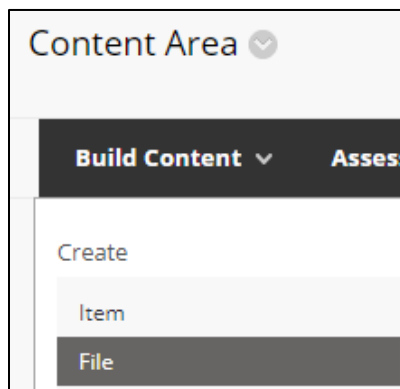 Content Area
Build Content
Create
Item
File